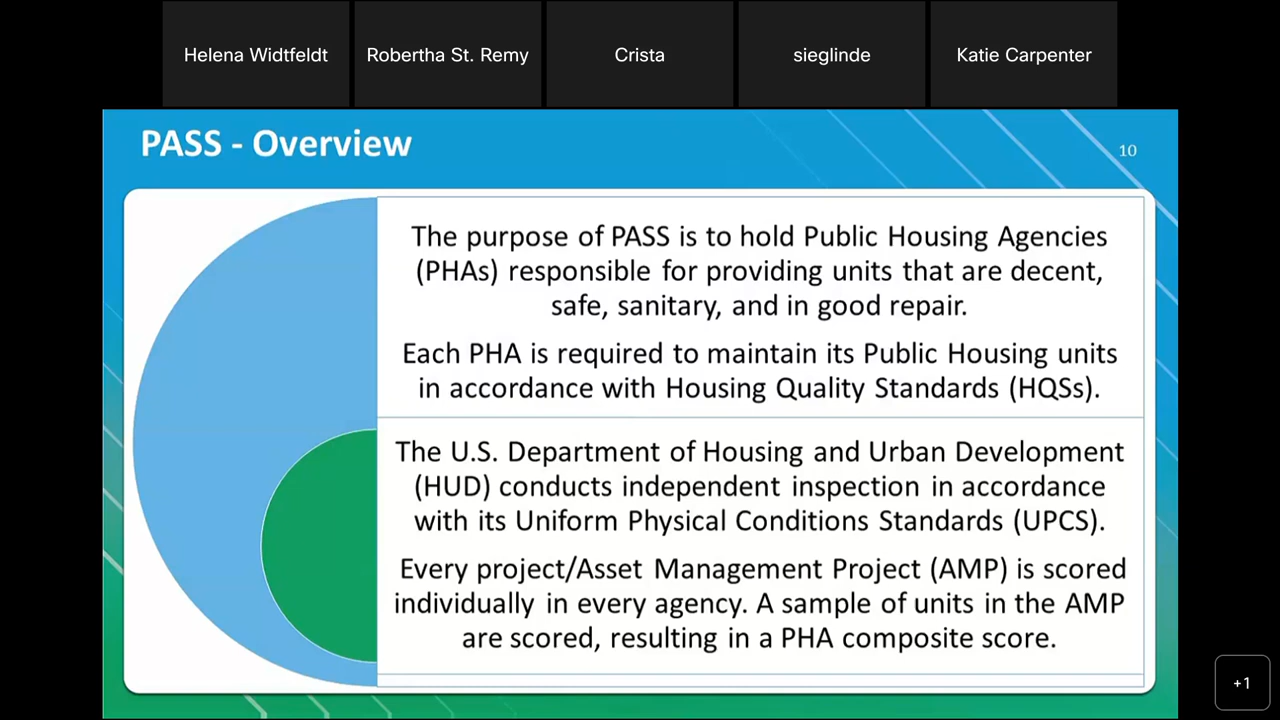 Helena Widtfeldt
Robertha St. Remy
Crista
sieglinde
Katie Carpenter
PASS - Overview
10
The purpose of PASS is to hold Public Housing Agencies
(PHAs) responsible for providing units that are decent,
safe, sanitary, and in good repair.
Each PHA is required to maintain its Public Housing units
in accordance with Housing Quality Standards (HQSs).
The U.S. Department of Housing and Urban Development
(HUD) conducts independent inspection in accordance
with its Uniform Physical Conditions Standards (UPCS).
Every project/Asset Management Project (AMP) is scored
individually in every agency. A sample of units in the AMP
are scored, resulting in a PHA composite score.
+1